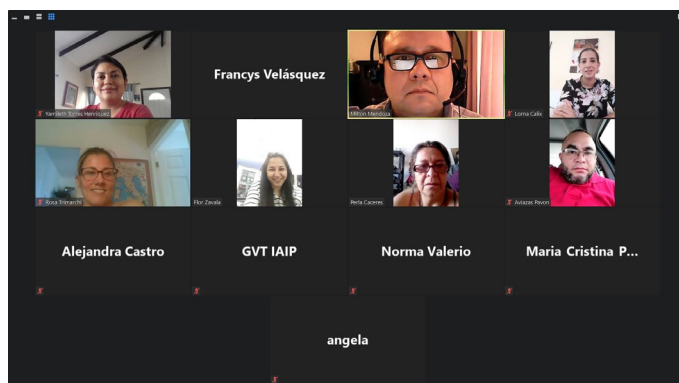 Francys Velásquez
Yamileth Torres Henriquez
Milton Mendoza
Lorna Calix
Rosa Trimarchi
Flor Zavala
Perla Caceres
Aviazas Pavon
Alejandra Castro
GVT IAIP
Norma Valerio
Maria Cristina P...
angela